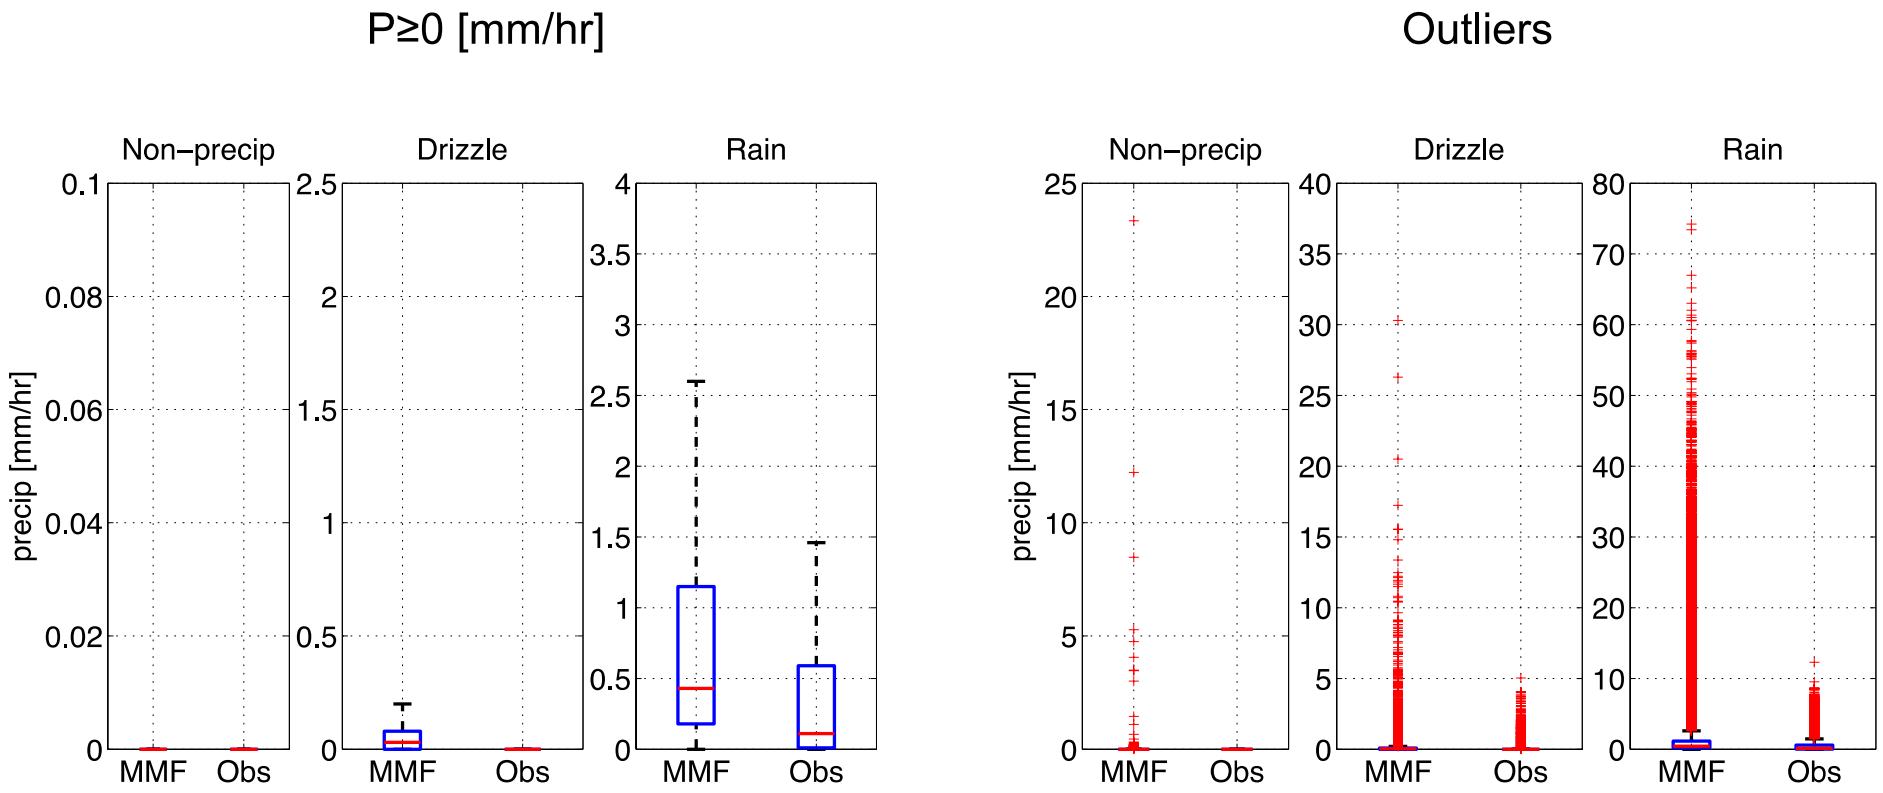 P≥0 [mm/hr]
Outliers
Non−precip
Drizzle
Rain
Non−precip
Drizzle
Rain
precip [mm/hr]
0.1
0.08
0.06
0.04
0.02
0
MMF
Obs
2.5
2
1.5
1
0.5
0
MMF
Obs
4
3.5
3
2.5
2
1.5
1
0.5
0
MMF
Obs
precip [mm/hr]
25
20
15
10
5
0
MMF
Obs
40
35
30
25
20
15
10
5
0
MMF
Obs
80
70
60
50
40
30
20
10
0
MMF
Obs